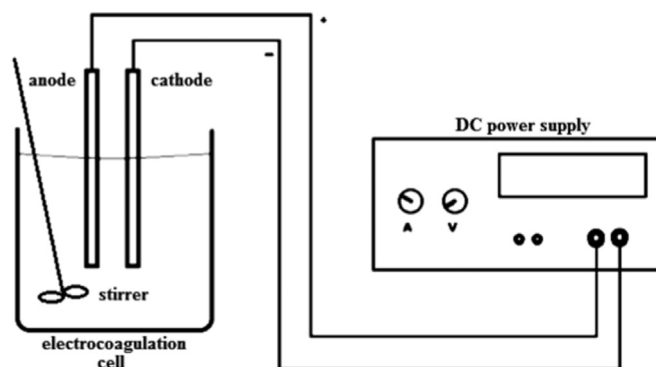 +
-
anode
cathode
DC power supply
A
V
stirrer
electrocoagulation
cell